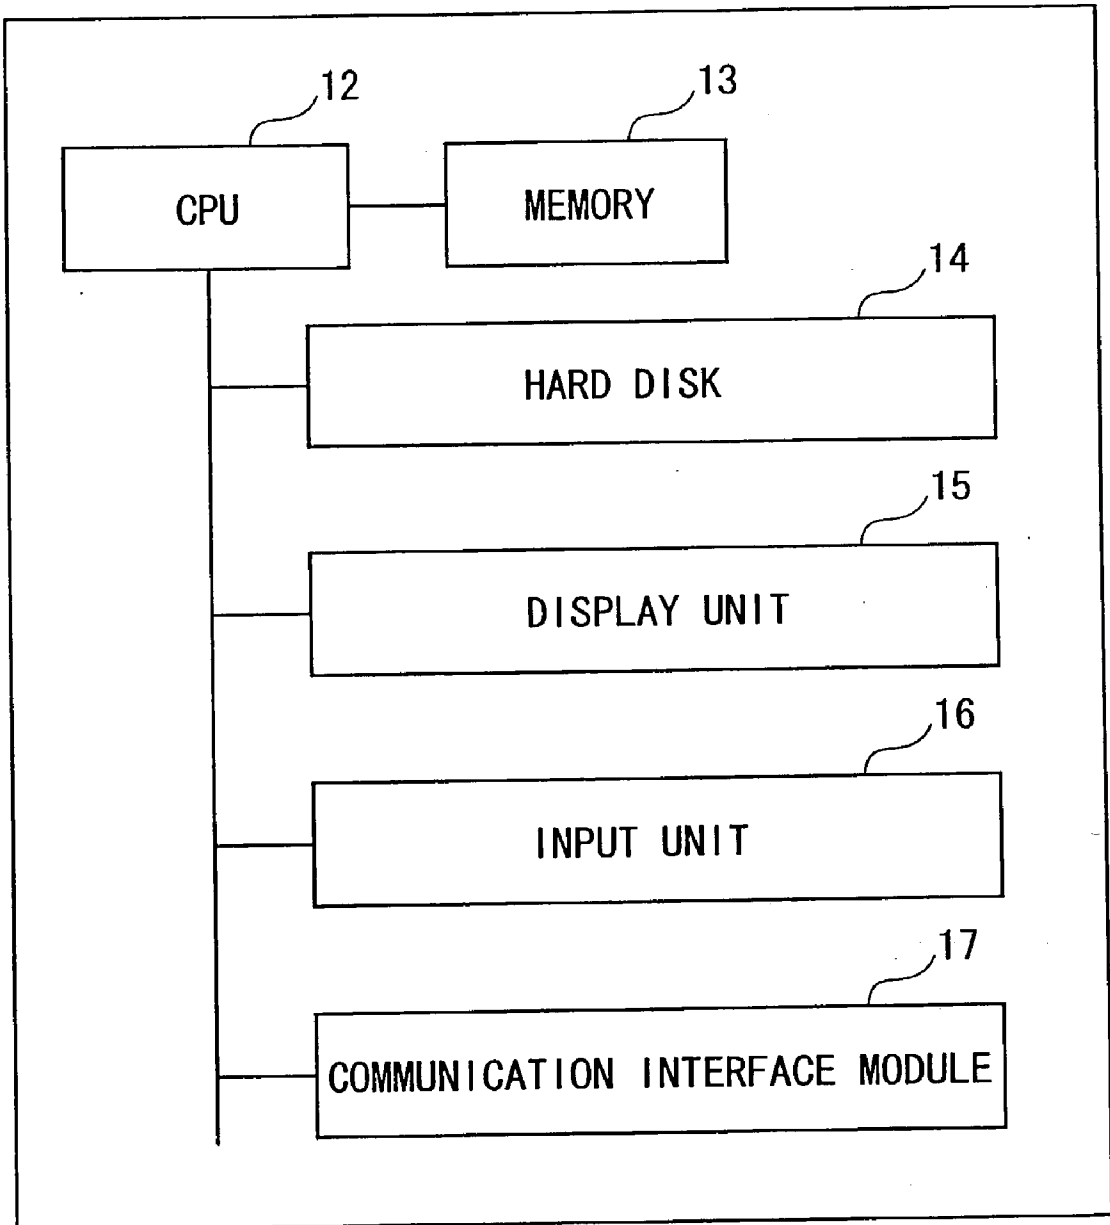 12
13
CPU
MEMORY
14
HARD DISK
15
DISPLAY UNIT
16
INPUT UNIT
17
COMMUNICATION INTERFACE MODULE